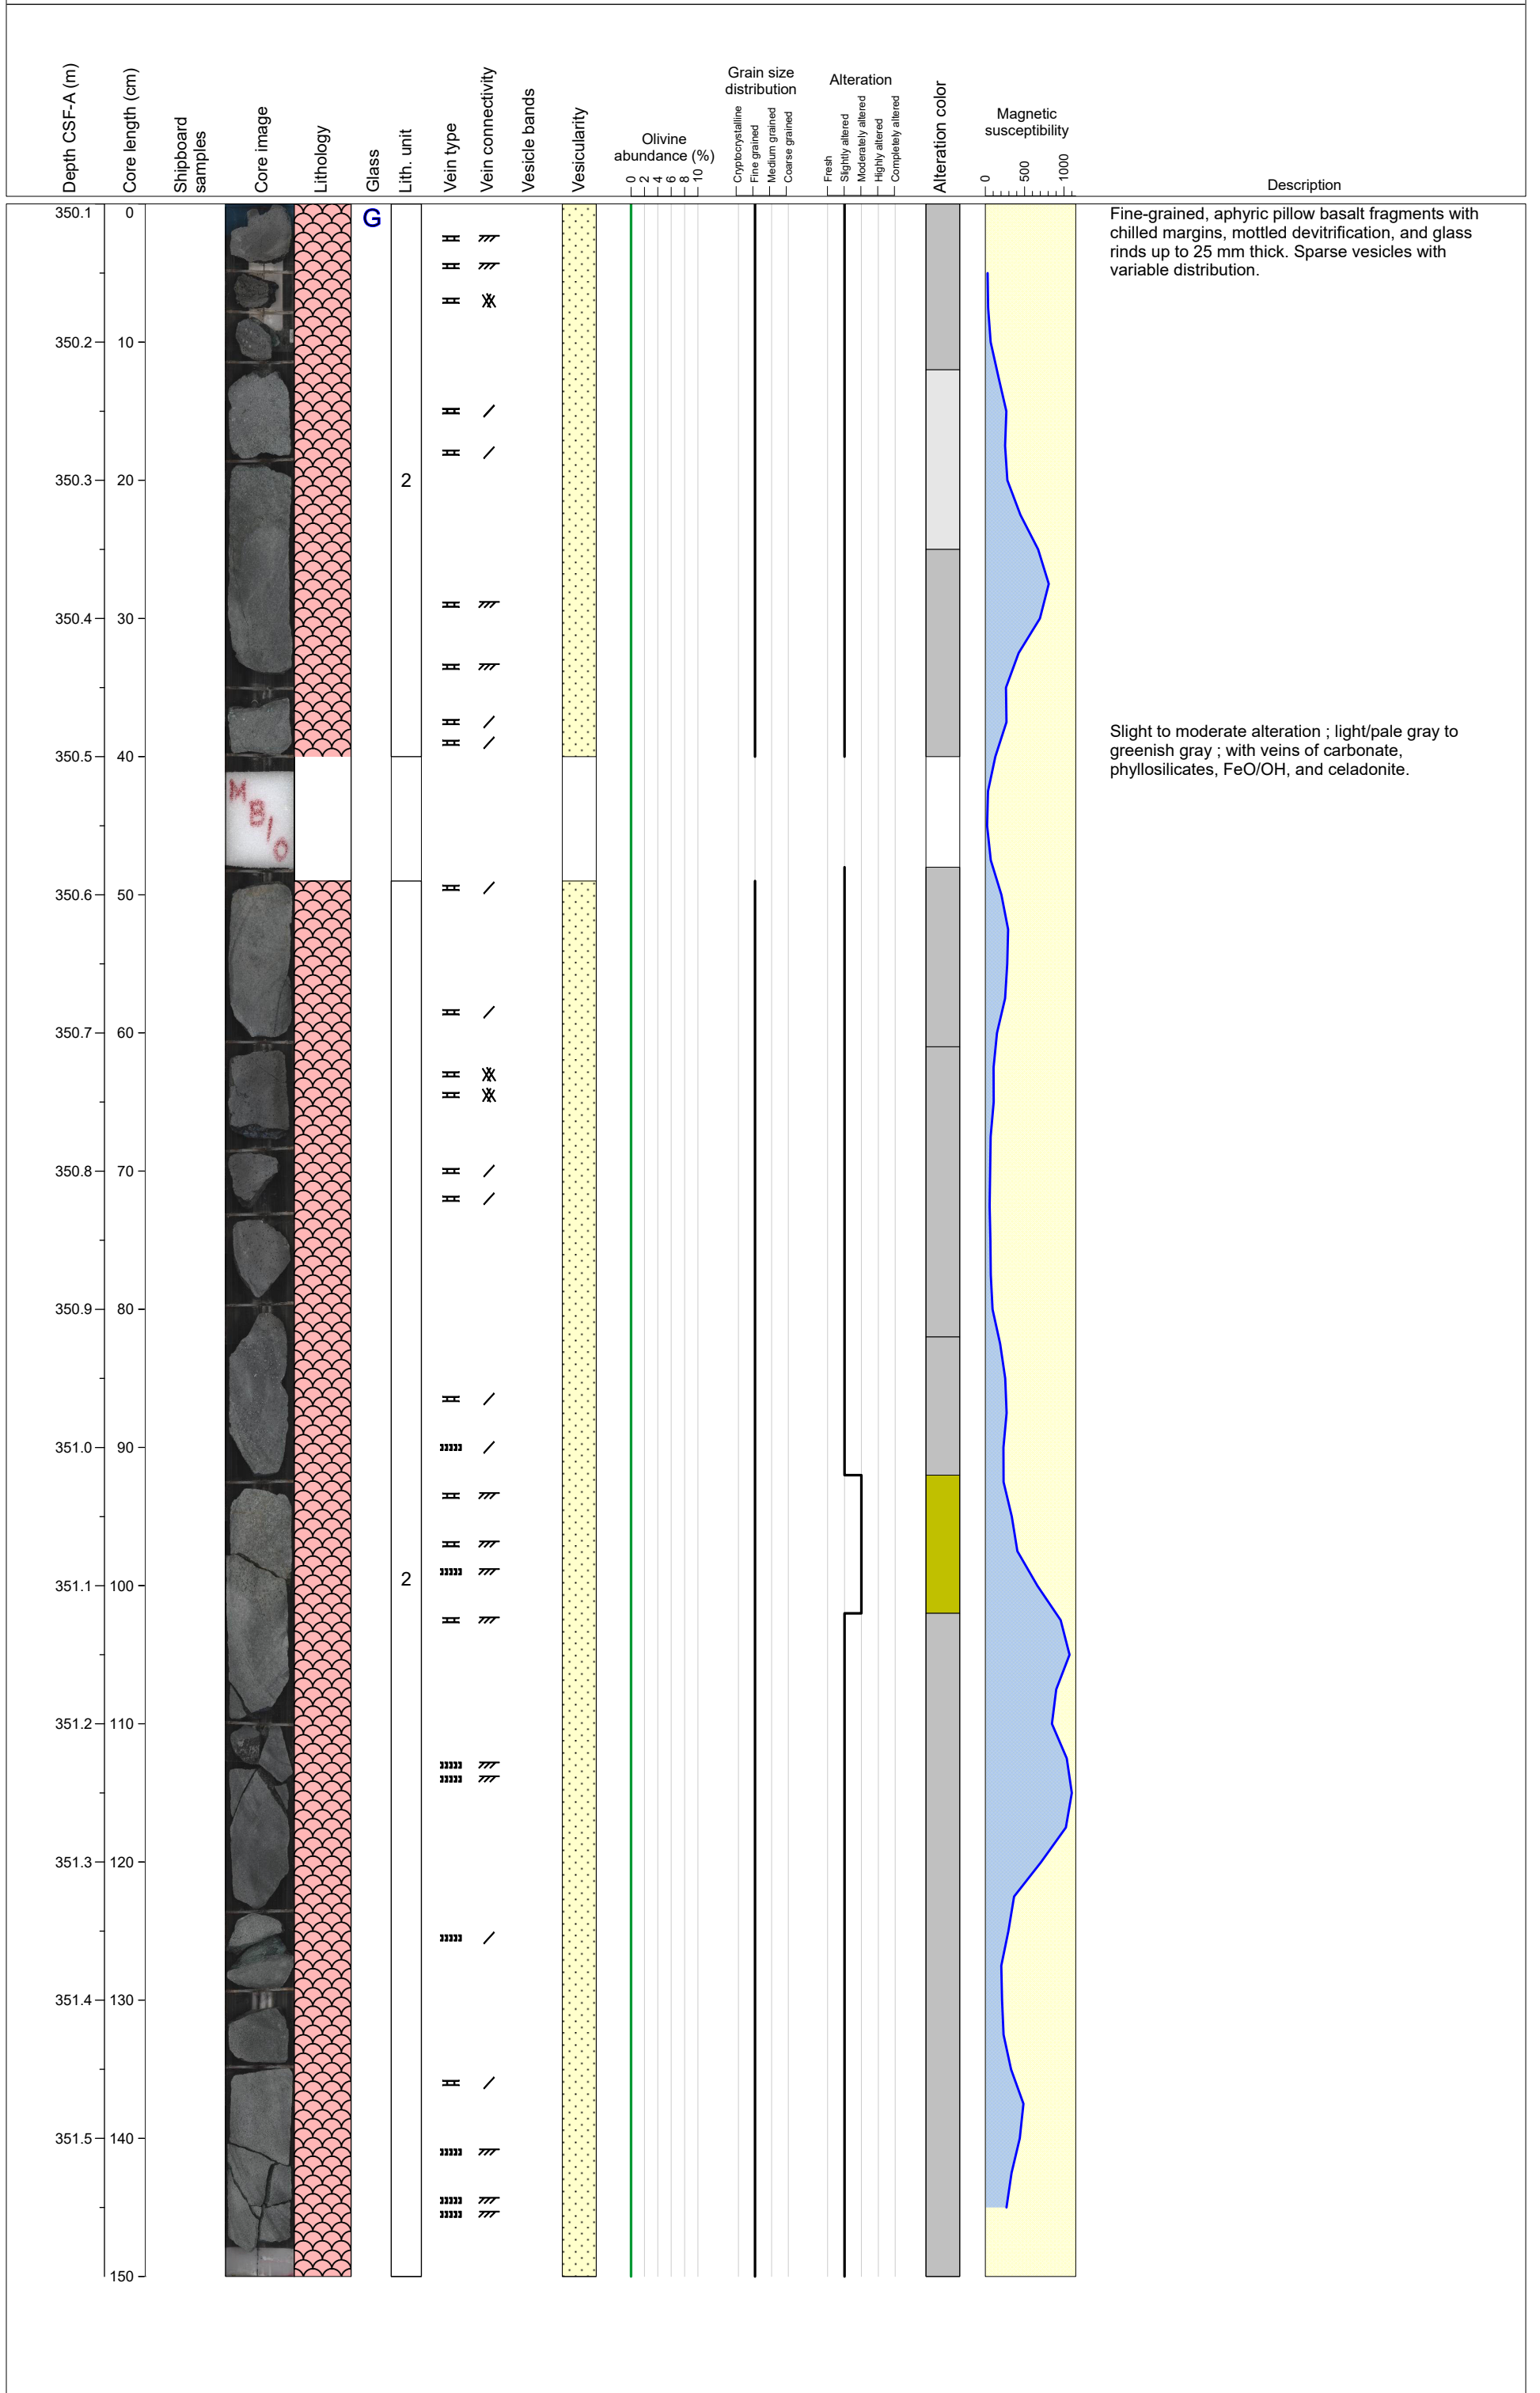 Depth CSF-A (m)
Core length (cm)
Shipboard
samples
Core image
Lithology
Glass
Lith. unit
Vein type
Vein connectivity
Vesicle bands
Vesicularity
Olivine
abundance (%)
0 2 4 6 8 10
Grain size
distribution
Cryptocrystalline
Fine grained
Medium grained
Coarse grained
Alteration
Fresh
Slightly altered
Moderately altered
Highly altered
Completely altered
Alteration color
Magnetic
susceptibility
0 500 1000
Description
350.1 0
G
Fine-grained, aphyric pillow basalt fragments with
chilled margins, mottled devitrification, and glass
rinds up to 25 mm thick. Sparse vesicles with
variable distribution.
350.2 10
350.3 20
2
350.4 30
Slight to moderate alteration ; light/pale gray to
greenish gray ; with veins of carbonate,
phyllosilicates, FeO/OH, and celadonite.
350.5 40
M
B
I
O
350.6 50
350.7 60
350.8 70
350.9 80
351.0 90
351.1 100
2
351.2 110
351.3 120
351.4 130
351.5 140
150